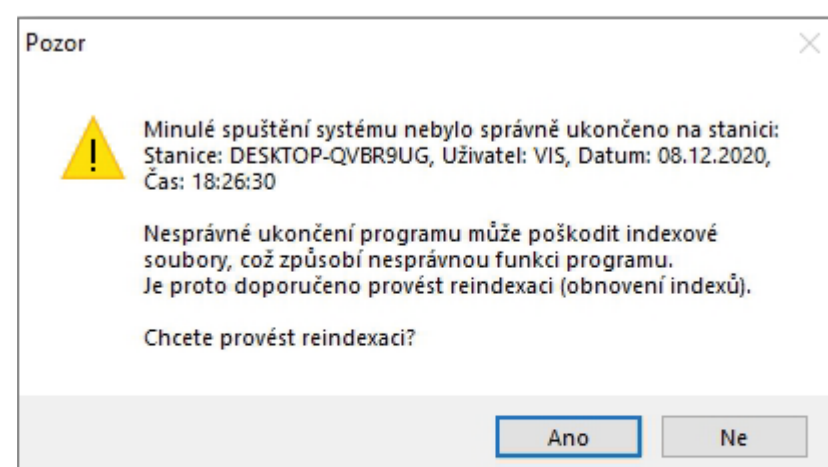 Pozor
Minulé spuštění systému nebylo správně ukončeno na stanici:
Stanice: DESKTOP-QVBR9UG, Uživatel: VIS, Datum: 08.12.2020,
Čas: 18:26:30
Nesprávné ukončení programu může poškodit indexové
soubory, což způsobí nesprávnou funkci programu.
Je proto doporučeno provést reindexaci (obnovení indexů).
Chcete provést reindexaci?
Ano
Ne